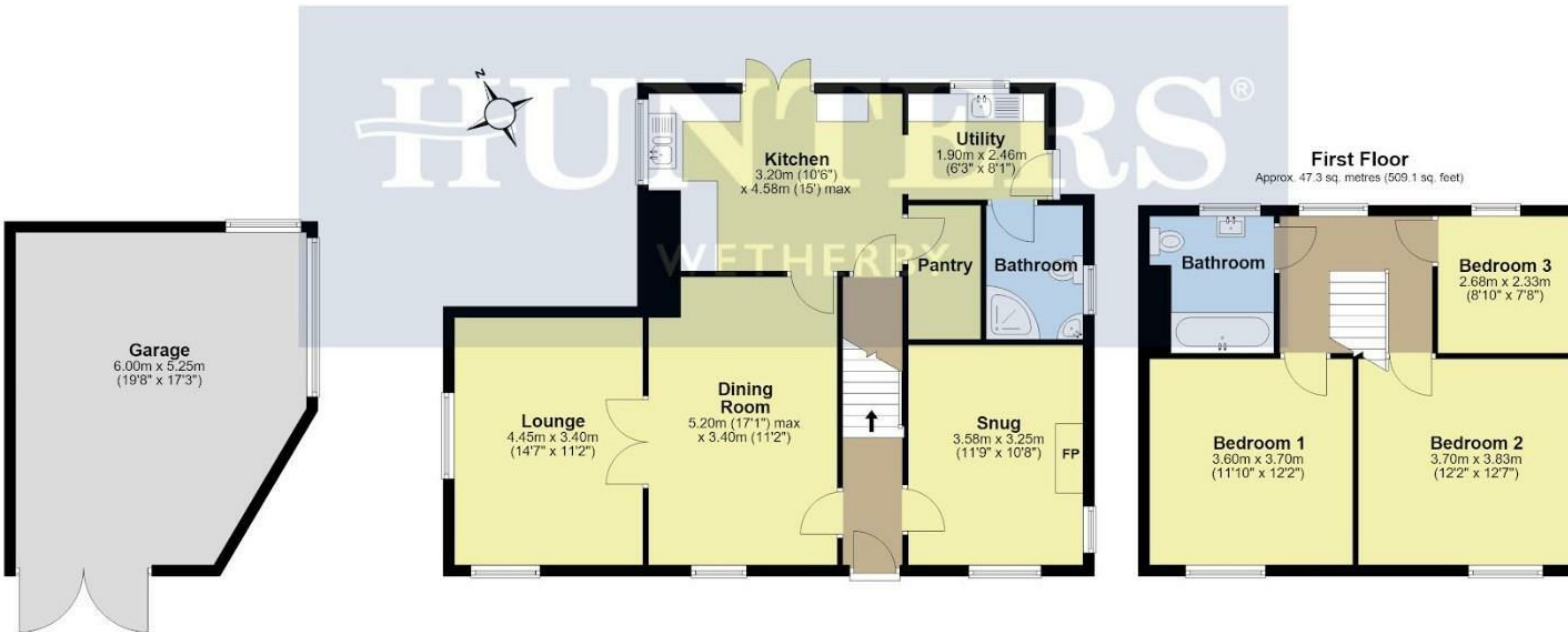 HUNTERS®
WETHERBY
N
Garage
6.00m x 5.25m
(19'8" x 17'3")
Kitchen
3.20m (10'6")
x 4.58m (15') max
Utility
1.90m x 2.46m
(6'3" x 8'1")
Pantry
Bathroom
Lounge
4.45m x 3.40m
(14'7" x 11'2")
Dining
Room
5.20m (17'1") max
x 3.40m (11'2")
Snug
3.58m x 3.25m
(11'9" x 10'8")
FP
First Floor
Approx. 47.3 sq. metres (509.1 sq. feet)
Bathroom
Bedroom 3
2.68m x 2.33m
(8'10" x 7'8")
Bedroom 1
3.60m x 3.70m
(11'10" x 12'2")
Bedroom 2
3.70m x 3.83m
(12'2" x 12'7")